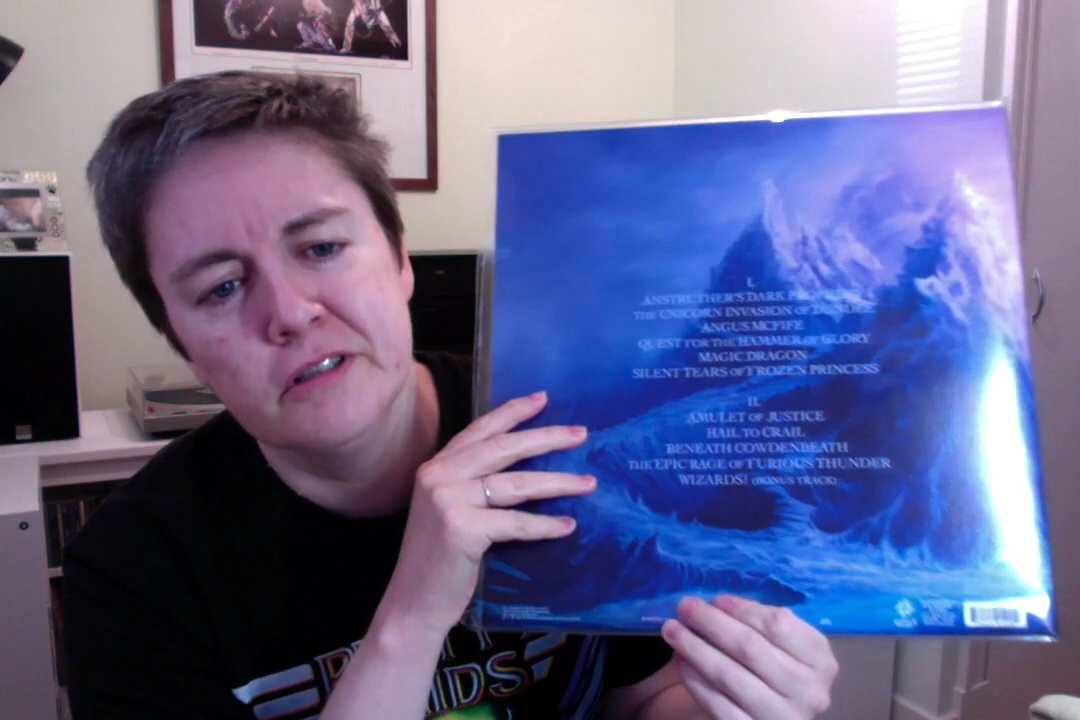 I.
ANSTRUTHER'S DARK PROPHECY
THE UNICORN INVASION OF DUNDEE
ANGUS MCFIFE
QUEST FOR THE HAMMER OF GLORY
MAGIC DRAGON
SILENT TEARS OF FROZEN PRINCESS
II.
AMULET OF JUSTICE
HAIL TO CRAIL
BENEATH COWDENBEATH
THE EPIC RAGE OF FURIOUS THUNDER
WIZARDS! (BONUS TRACK)